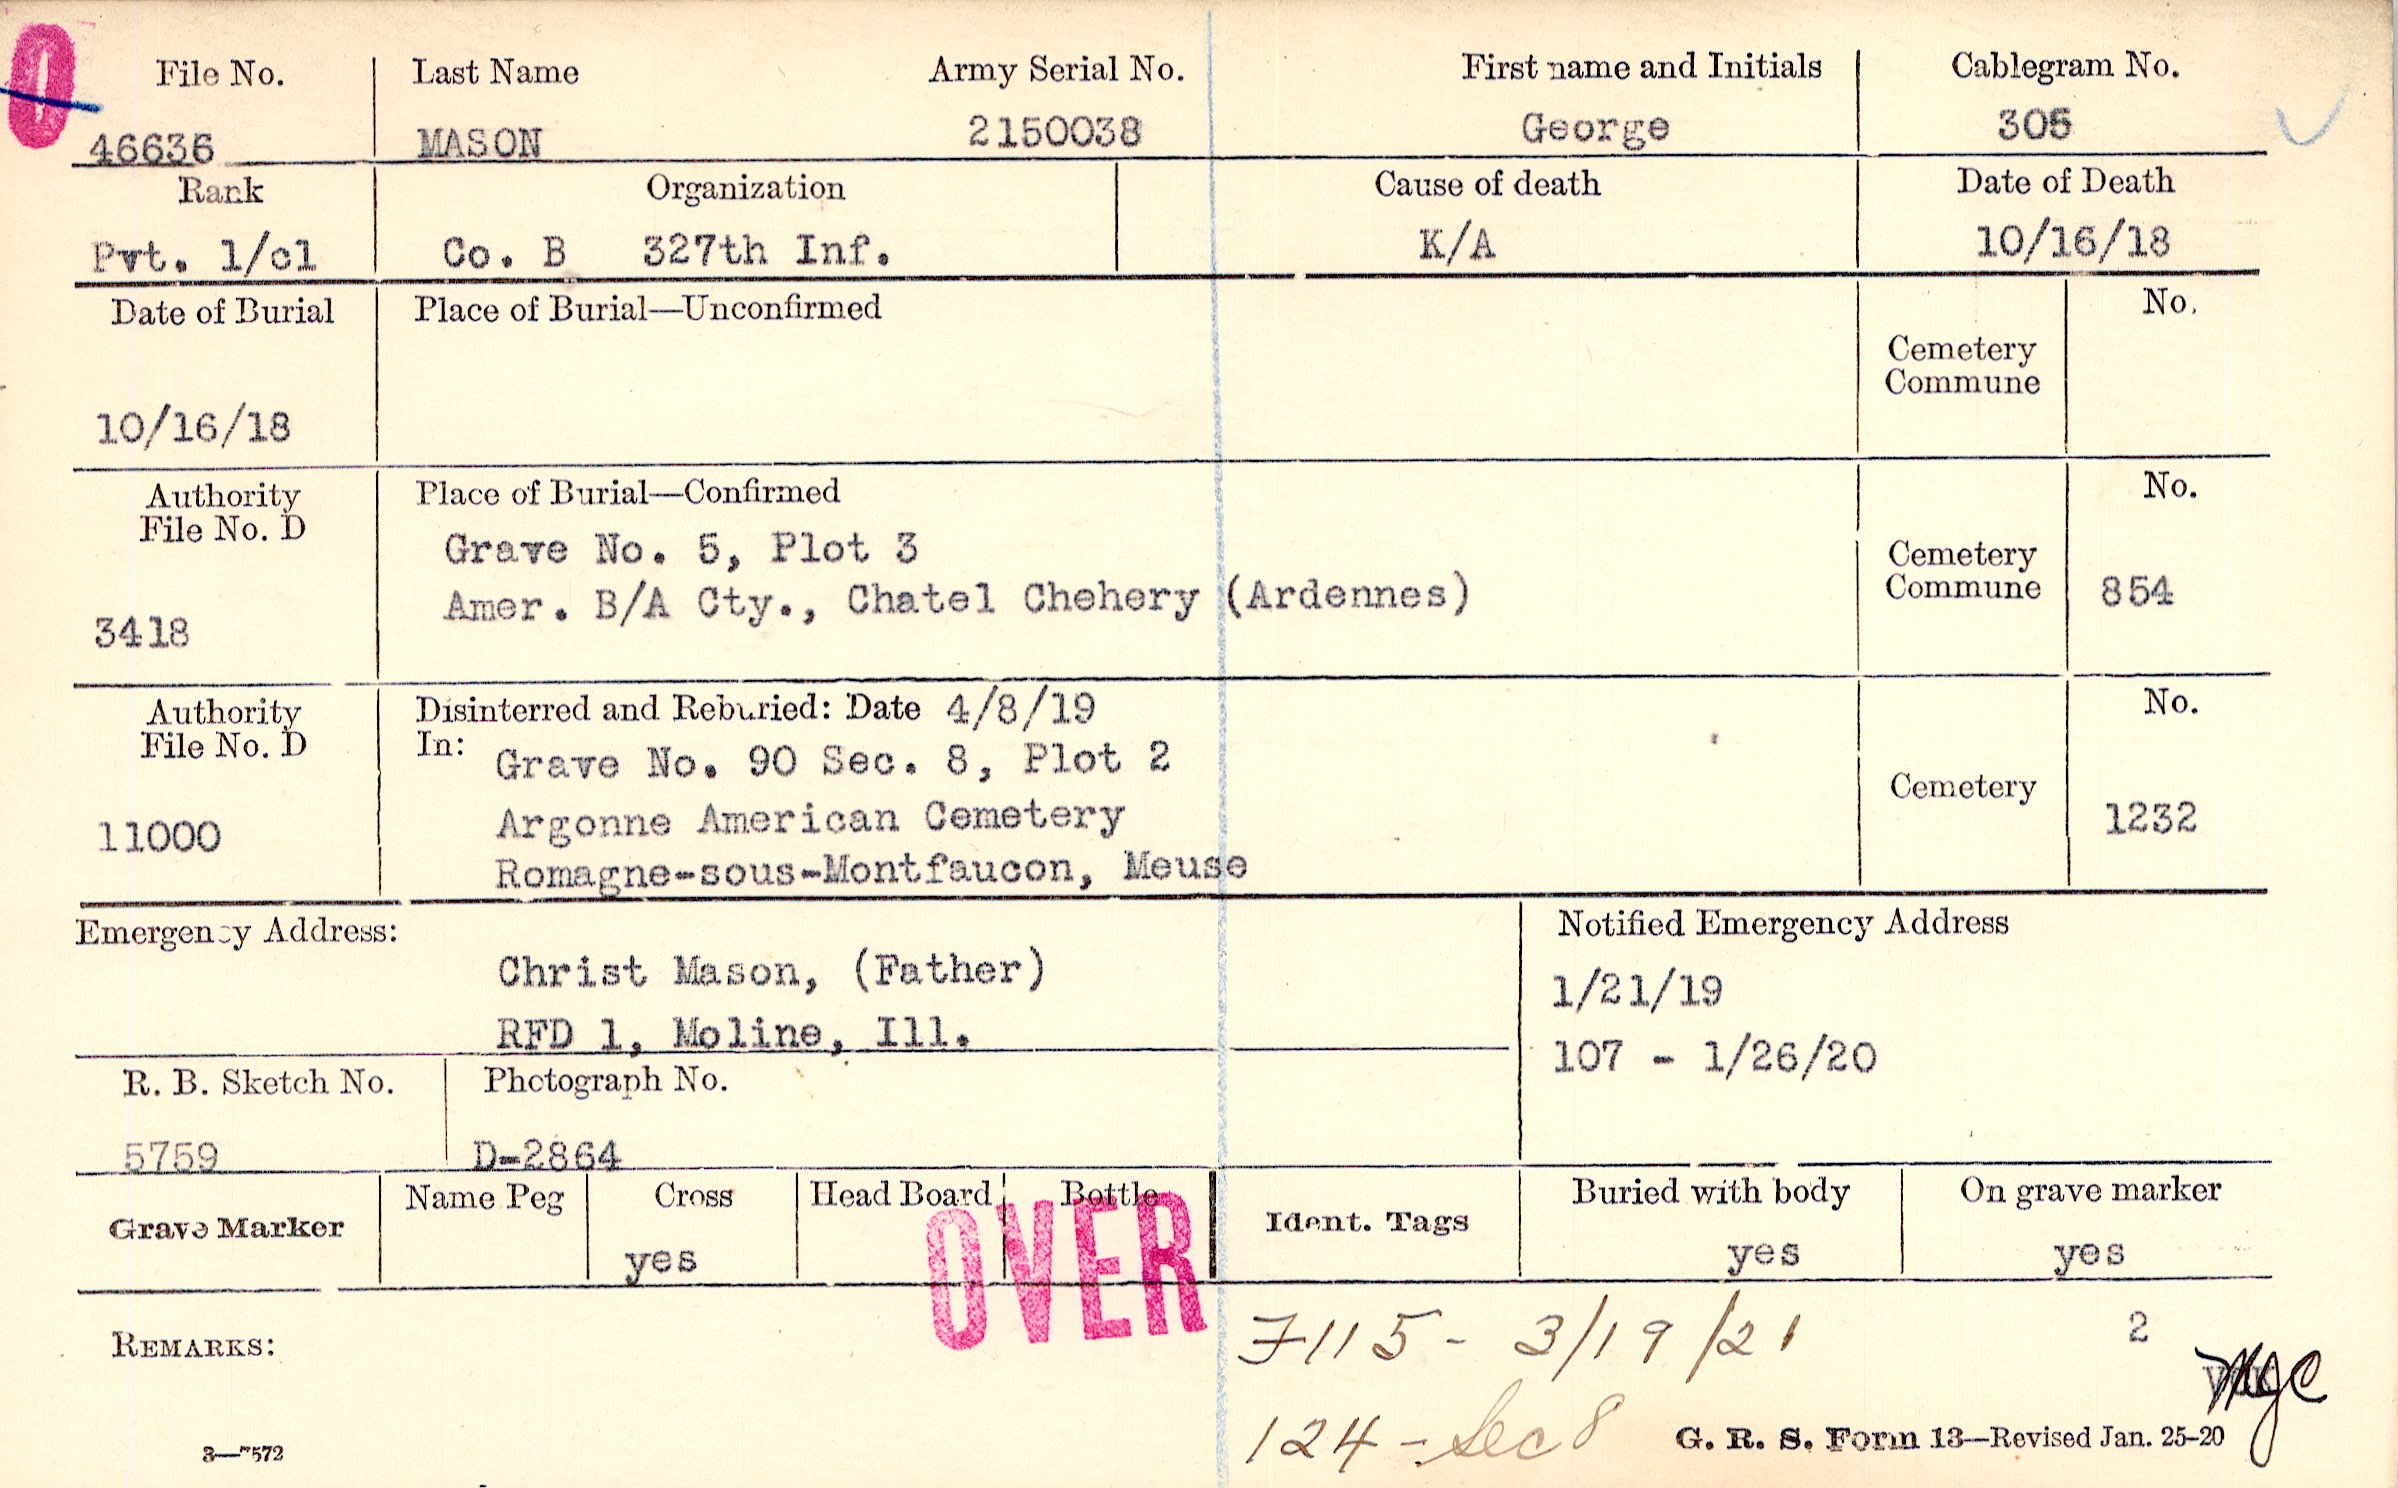 File No. Last Name Army Serial No. First name and Initials Cablegram No.
46636 MASON 2150038 George 305
Rank Organization Cause of death Date of Death
Pvt. 1/cl Co. B 327th Inf. K/A 10/16/18
Date of Burial Place of Burial—Unconfirmed No.
Cemetery
Commune
10/16/18
Authority Place of Burial—Confirmed No.
File No. D
Grave No. 5, Plot 3
Cemetery
Amer. B/A Cty., Chatel Chehery (Ardennes)
Commune 854
3418
Authority Disinterred and Reburied: Date 4/8/19 No.
File No. D In:
Grave No. 90 Sec. 8, Plot 2
Cemetery
11000 Argonne American Cemetery 1232
Romagne-sous-Montfaucon, Meuse
Emergency Address: Notified Emergency Address
Christ Mason, (Father) 1/21/19
RFD 1, Moline, Ill. 107 - 1/26/20
R. B. Sketch No. Photograph No.
5759 D-2864
Grave Marker Name Peg Cross Head Board Bottle Ident. Tags Buried with body On grave marker
yes yes yes
OVER
REMARKS: 7115 - 3/19/21 2
124 - Sec 8
3—7572 G. R. S. Form 13—Revised Jan. 25-20